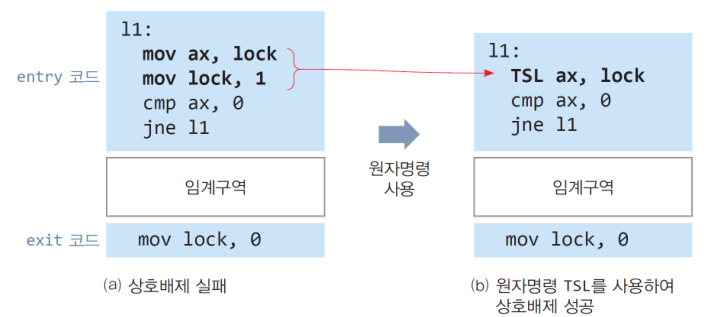 l1:
mov ax, lock
mov lock, 1
cmp ax, 0
jne l1
entry 코드
임계구역
exit 코드
mov lock, 0
(a) 상호배제 실패
원자명령
사용
l1:
TSL ax, lock
cmp ax, 0
jne l1
임계구역
mov lock, 0
(b) 원자명령 TSL를 사용하여
상호배제 성공